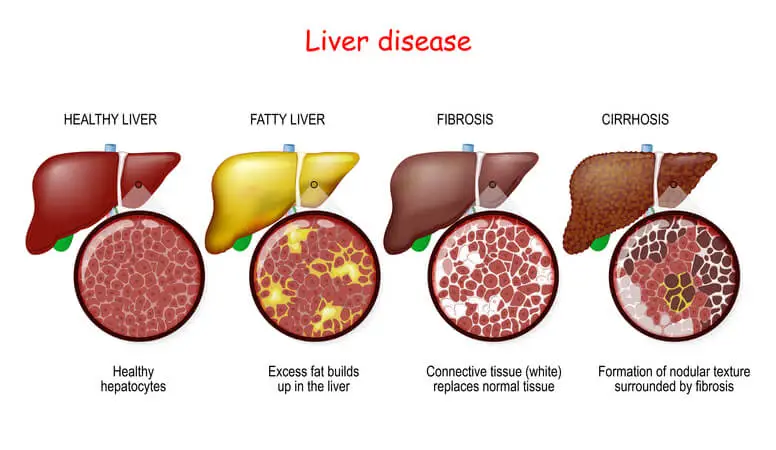 Liver disease
HEALTHY LIVER
FATTY LIVER
FIBROSIS
CIRRHOSIS
Healthy
hepatocytes
Excess fat builds
up in the liver
Connective tissue (white)
replaces normal tissue
Formation of nodular texture
surrounded by fibrosis